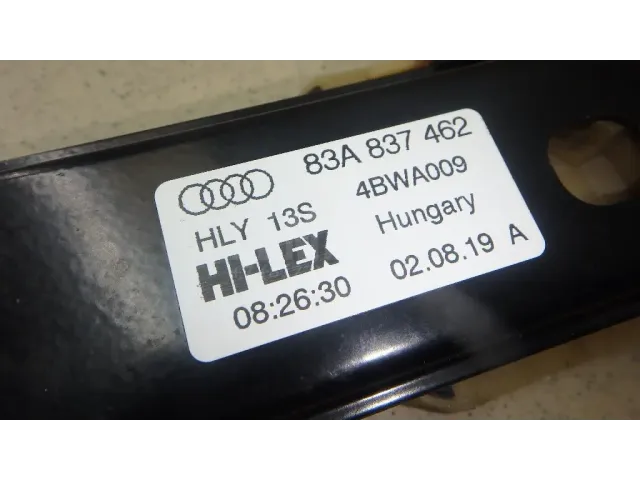 83A 837 462
HLY 13S 4BWA009
HI-LEX Hungary
08:26:30 02.08.19 A